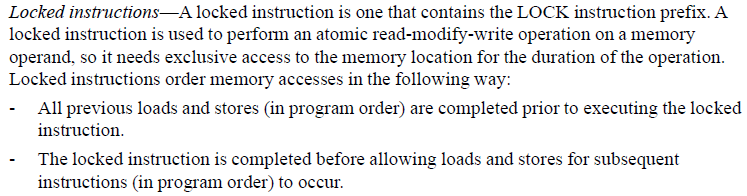 Locked instructions—A locked instruction is one that contains the LOCK instruction prefix. A
locked instruction is used to perform an atomic read-modify-write operation on a memory
operand, so it needs exclusive access to the memory location for the duration of the operation.
Locked instructions order memory accesses in the following way:
- All previous loads and stores (in program order) are completed prior to executing the locked
instruction.
- The locked instruction is completed before allowing loads and stores for subsequent
instructions (in program order) to occur.